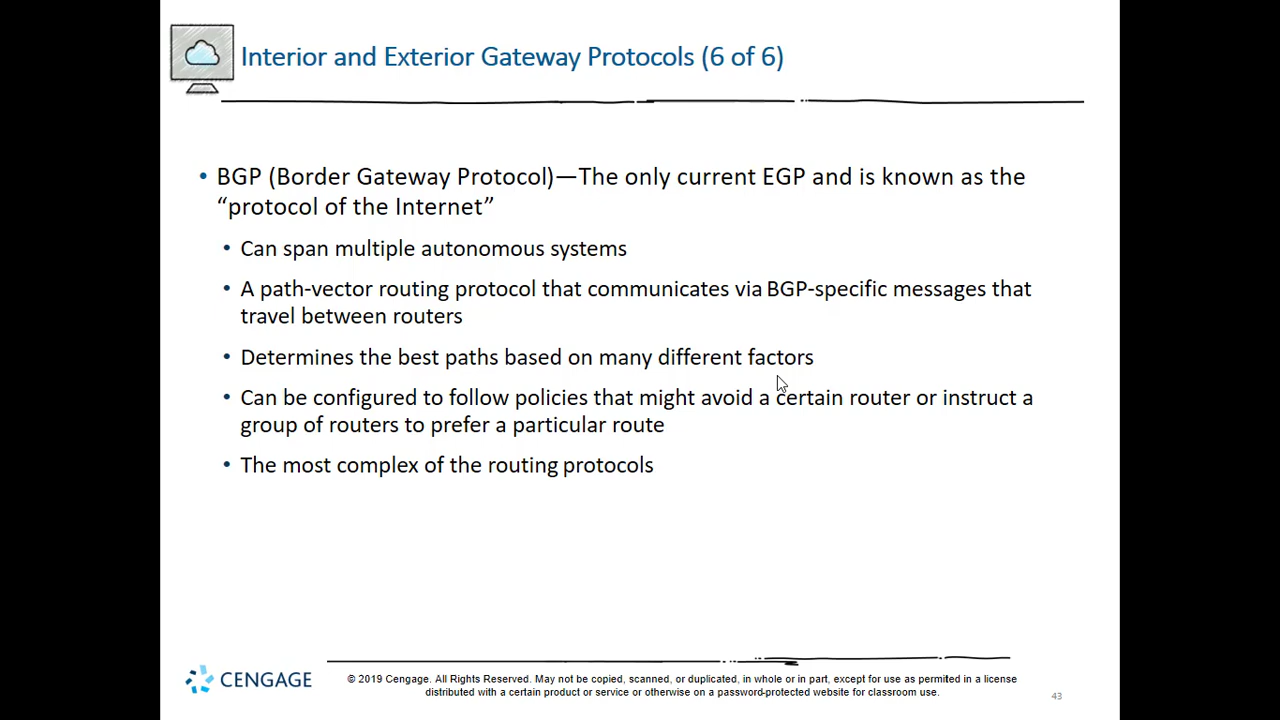 Interior and Exterior Gateway Protocols (6 of 6)
• BGP (Border Gateway Protocol)—The only current EGP and is known as the
“protocol of the Internet”
• Can span multiple autonomous systems
• A path-vector routing protocol that communicates via BGP-specific messages that
travel between routers
• Determines the best paths based on many different factors
• Can be configured to follow policies that might avoid a certain router or instruct a
group of routers to prefer a particular route
• The most complex of the routing protocols
CENGAGE
© 2019 Cengage. All Rights Reserved. May not be copied, scanned, or duplicated, in whole or in part, except for use as permitted in a license
distributed with a certain product or service or otherwise on a password-protected website for classroom use.
43